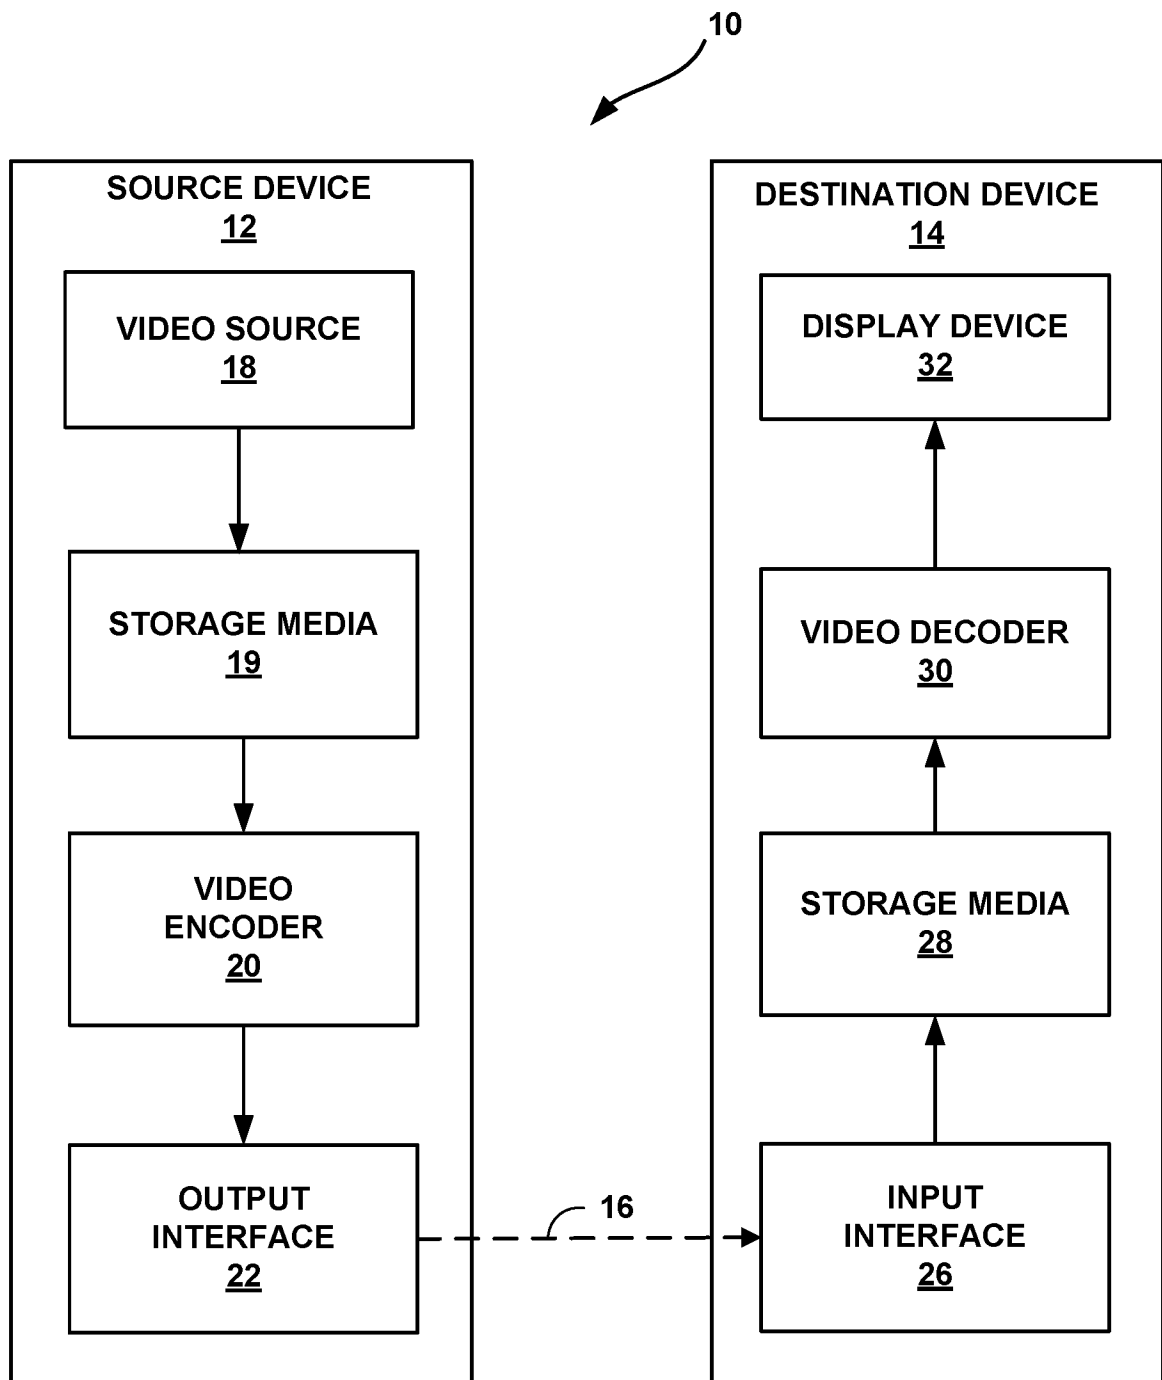 10
SOURCE DEVICE
12
VIDEO SOURCE
18
STORAGE MEDIA
19
VIDEO
ENCODER
20
OUTPUT
INTERFACE
22
16
DESTINATION DEVICE
14
DISPLAY DEVICE
32
VIDEO DECODER
30
STORAGE MEDIA
28
INPUT
INTERFACE
26